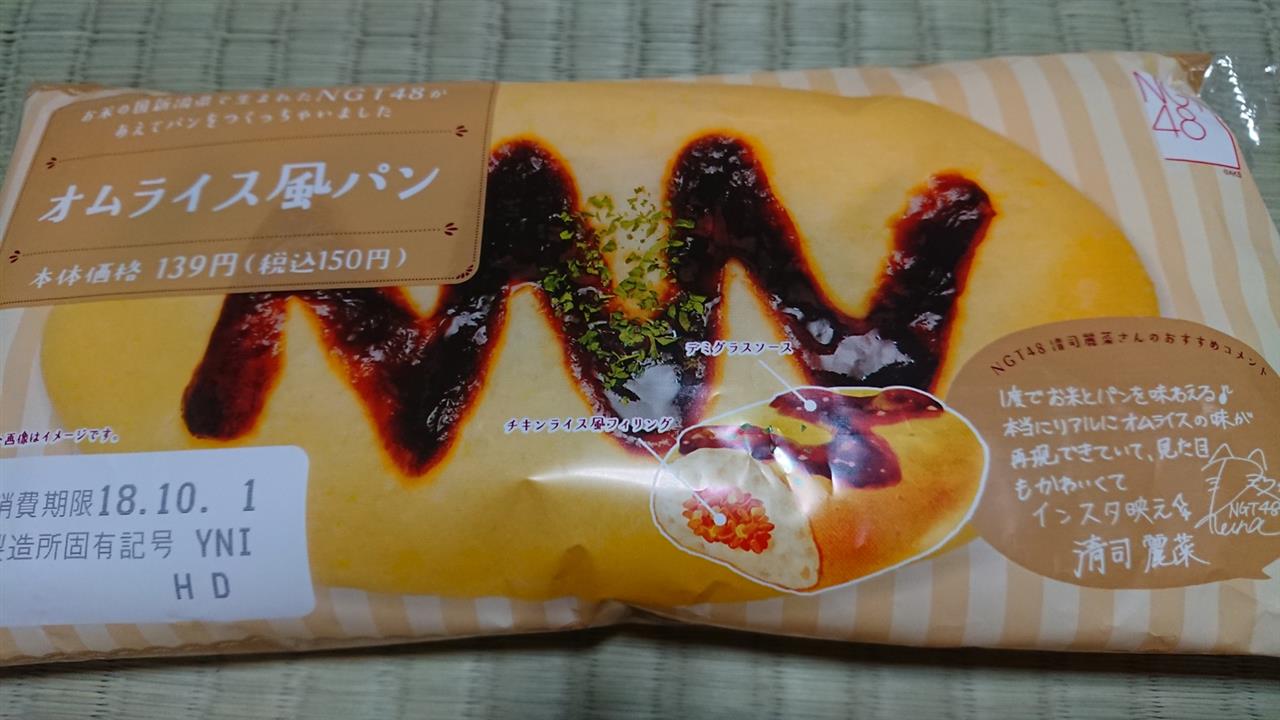 お米の国新潟県で生まれたNGT48が
あえてパンをつくっちゃいました
オムライス風パン
本体価格 139円(税込150円)
NGT
48
©AKS
デミグラスソース
チキンライス風フィリング
NGT48 清司麗菜さんのおすすめコメント
1度でお米とパンを味わえる♪
本当にリアルにオムライスの味が
再現できていて、見た目
もかわいくて
インスタ映え☆
清司 麗菜
NGT48
Reina
画像はイメージです。
消費期限 18.10. 1
製造所固有記号 YNI
H D